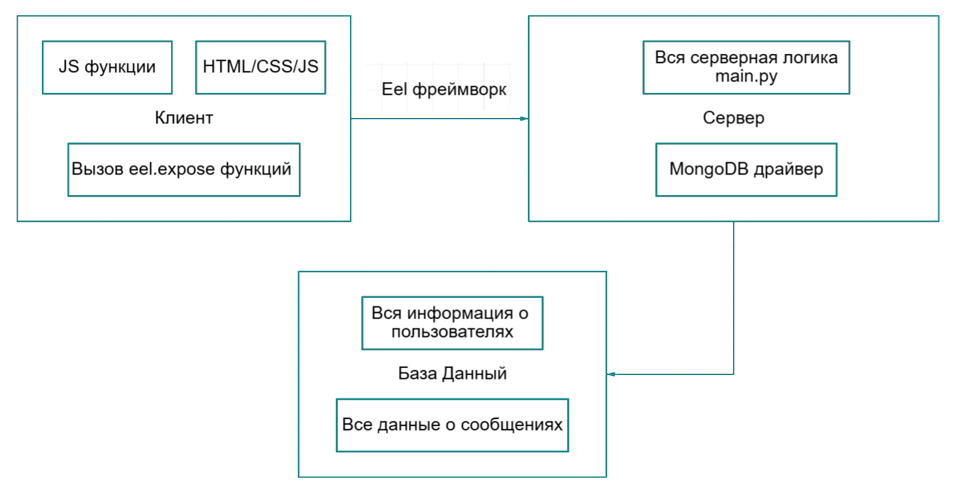 JS функции
HTML/CSS/JS
Клиент
Вызов eel.expose функций
Eel фреймворк
Вся серверная логика
main.py
Сервер
MongoDB драйвер
Вся информация о
пользователях
База Данный
Все данные о сообщениях